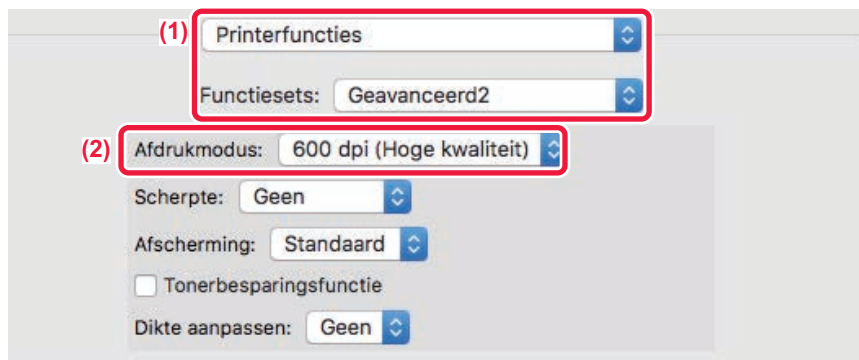 (1) Printerfuncties
Functiesets: Geavanceerd2
(2) Afdrukmodus: 600 dpi (Hoge kwaliteit)
Scherpte: Geen
Afscherming: Standaard
Tonerbesparingsfunctie
Dikte aanpassen: Geen